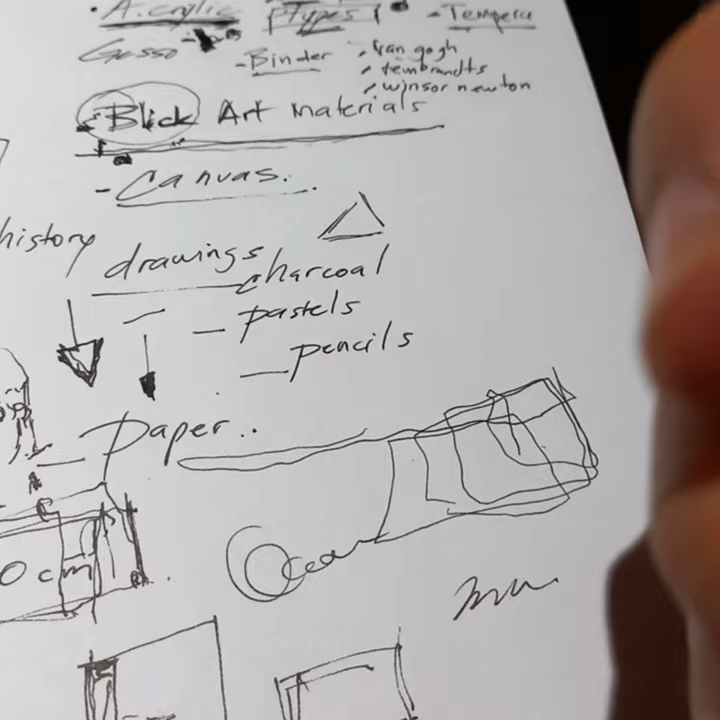 • Acrylic (Types) • - Tempera
Gesso
- Binder , van gogh
, rembrandts
, winsor newton
Blick Art materials
- Canvas.
history
drawings
charcoal
- pastels
- pencils
- paper..
0 cm